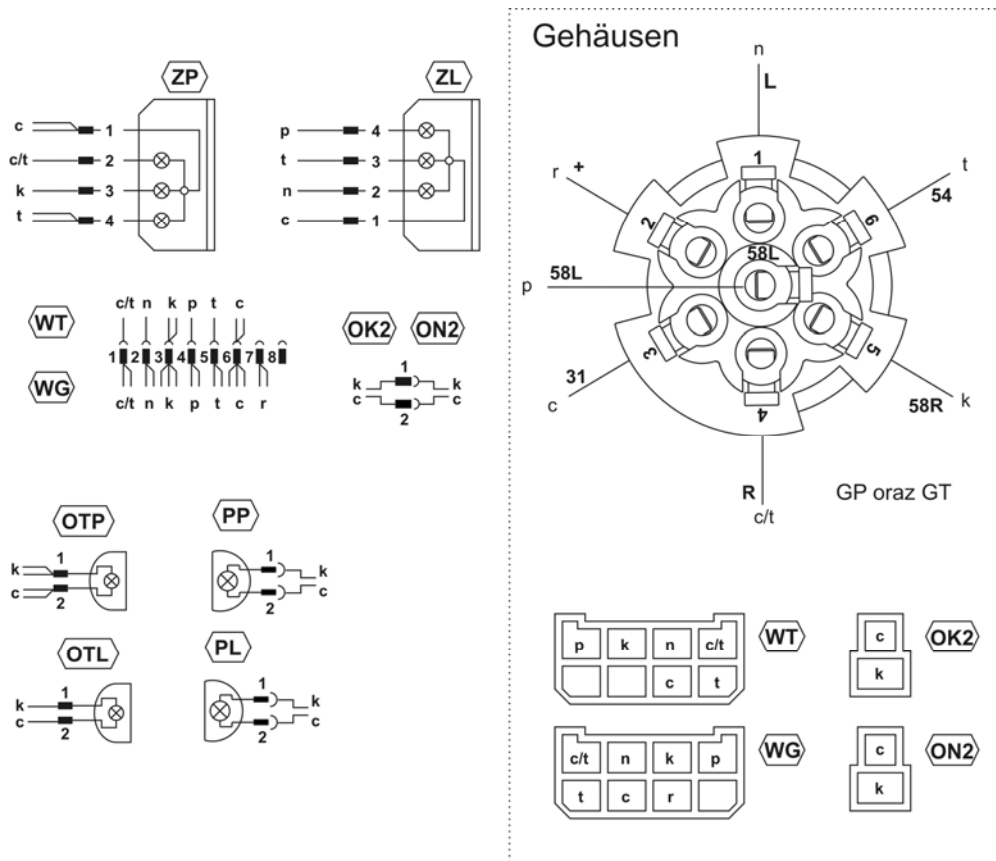 Gehäusen
ZP
c 1
c/t 2
k 3
t 4
ZL
p 4
t 3
n 2
c 1
WT
WG
c/t n k p t c
1 2 3 4 5 6 7 8
c/t n k p t c r
OK2 ON2
1
k k
c c
2
OTP
1
k
c
2
PP
1
k
c
2
OTL
1
k
c
2
PL
1
k
c
2
n
L
r +
t
54
p 58L
58L
31
c
58R k
R
c/t
1
2
3
4
5
6
GP oraz GT
WT
p k n c/t
c t
OK2
c
k
WG
c/t n k p
t c r
ON2
c
k